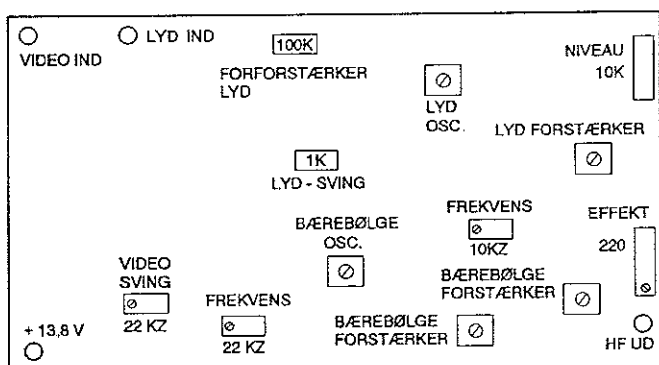 VIDEO IND
LYD IND
100K
FORFORSTÆRKER
LYD
LYD
OSC.
NIVEAU
10K
LYD FORSTÆRKER
1K
LYD - SVING
BÆREBØLGE
OSC.
FREKVENS
10KZ
EFFEKT
220
VIDEO
SVING
22 KZ
FREKVENS
22 KZ
BÆREBØLGE
FORSTÆRKER
BÆREBØLGE
FORSTÆRKER
+ 13,8 V
HF UD